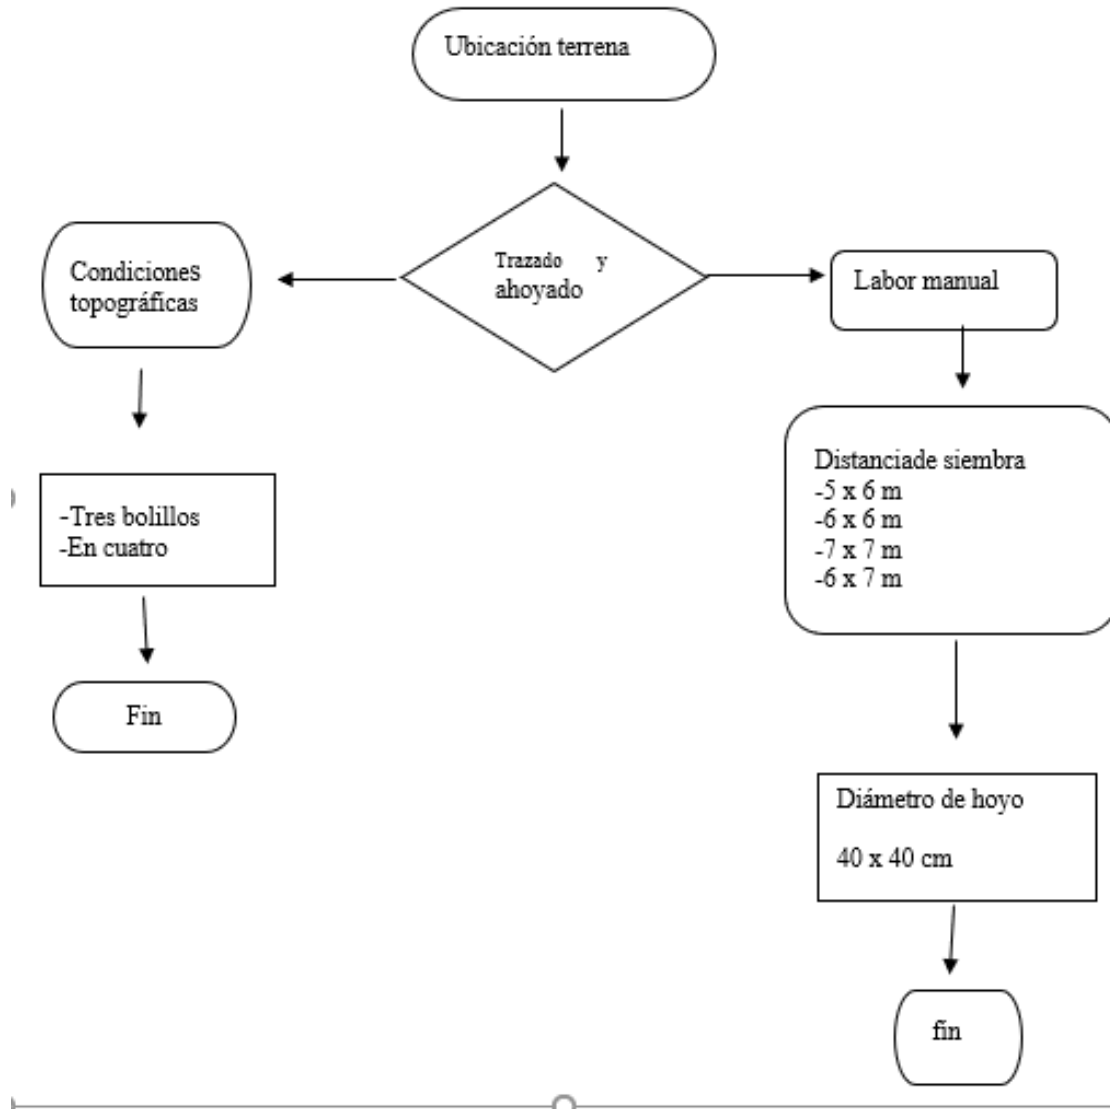 Ubicación terrena
Trazado y
ahoyado
Condiciones
topográficas
-Tres bolillos
-En cuatro
Fin
Labor manual
Distanciade siembra
-5 x 6 m
-6 x 6 m
-7 x 7 m
-6 x 7 m
Diámetro de hoyo
40 x 40 cm
fin